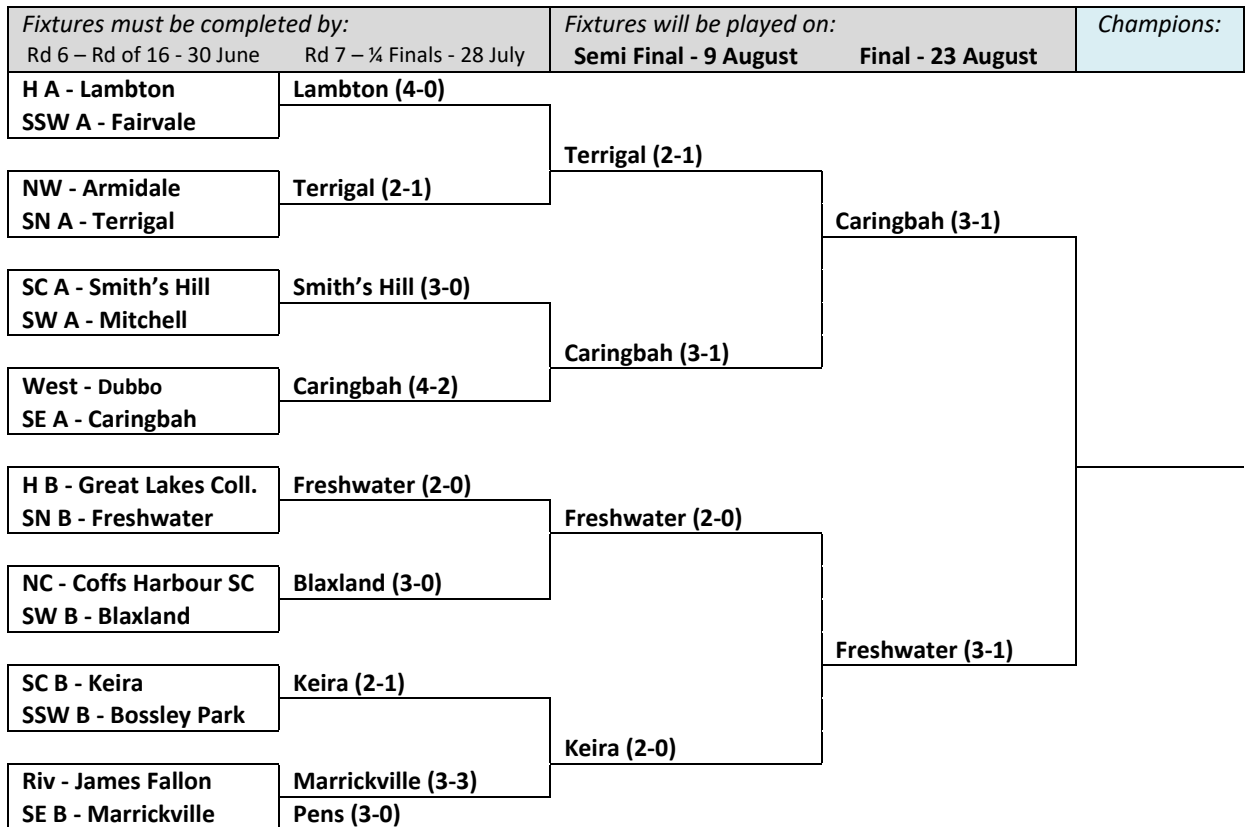 Fixtures must be completed by:
Fixtures will be played on:
Champions:
Rd 6 – Rd of 16 - 30 June
Rd 7 – ¼ Finals - 28 July
Semi Final - 9 August
Final - 23 August
H A - Lambton
SSW A - Fairvale
Lambton (4-0)
Terrigal (2-1)
NW - Armidale
SN A - Terrigal
Terrigal (2-1)
Caringbah (3-1)
SC A - Smith’s Hill
SW A - Mitchell
Smith’s Hill (3-0)
Caringbah (3-1)
West - Dubbo
SE A - Caringbah
Caringbah (4-2)
H B - Great Lakes Coll.
SN B - Freshwater
Freshwater (2-0)
Freshwater (2-0)
NC - Coffs Harbour SC
SW B - Blaxland
Blaxland (3-0)
Freshwater (3-1)
SC B - Keira
SSW B - Bossley Park
Keira (2-1)
Keira (2-0)
Riv - James Fallon
SE B - Marrickville
Marrickville (3-3)
Pens (3-0)